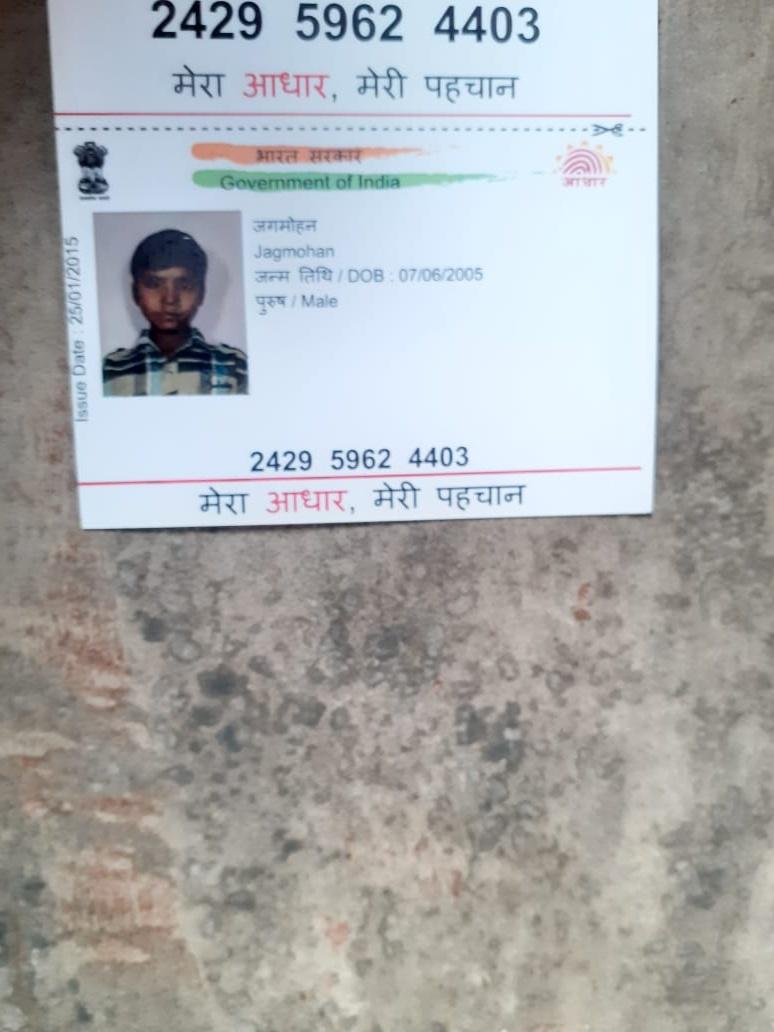 2429 5962 4403
मेरा आधार, मेरी पहचान
भारत सरकार
Government of India
आधार
जगमोहन
Jagmohan
जन्म तिथि / DOB : 07/06/2005
पुरुष / Male
Issue Date : 25/01/2015
2429 5962 4403
मेरा आधार, मेरी पहचान